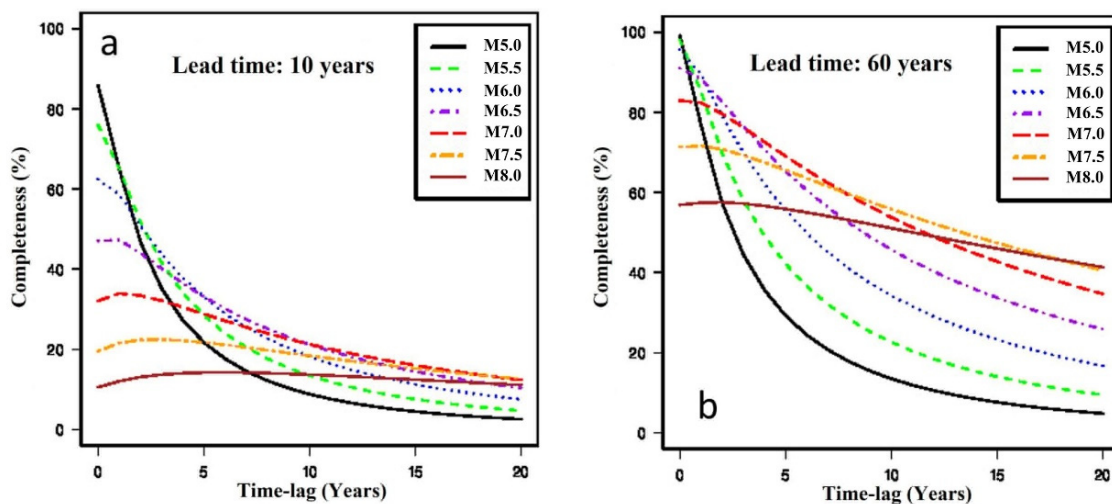 a
Lead time: 10 years
M5.0
M5.5
M6.0
M6.5
M7.0
M7.5
M8.0
Completeness (%)
100
80
60
40
20
0
0 5 10 15 20
Time-lag (Years)
b
Lead time: 60 years
M5.0
M5.5
M6.0
M6.5
M7.0
M7.5
M8.0
Completeness (%)
100
80
60
40
20
0
0 5 10 15 20
Time-lag (Years)